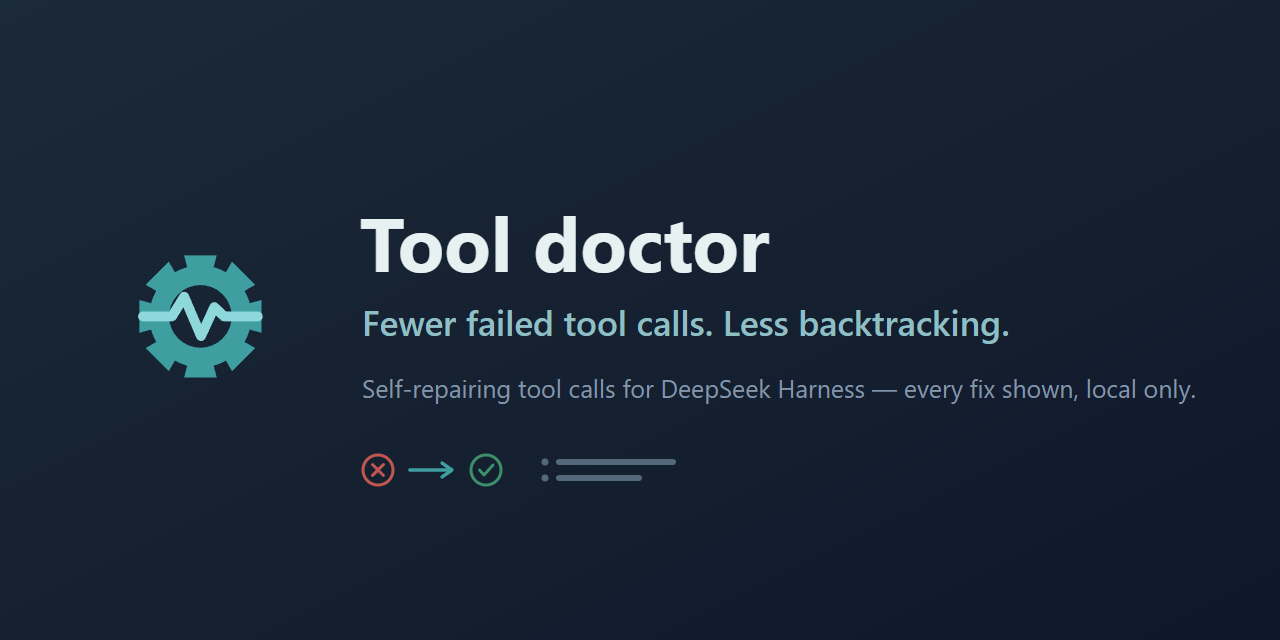 Tool doctor
Fewer failed tool calls. Less backtracking.
Self-repairing tool calls for DeepSeek Harness — every fix shown, local only.